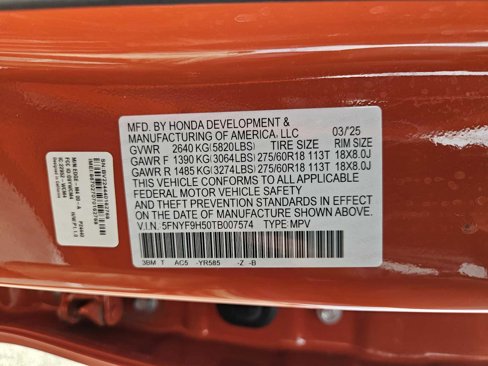 MFD. BY HONDA DEVELOPMENT &
MANUFACTURING OF AMERICA, LLC 03/'25
GVWR 2640 KG(5820LBS) TIRE SIZE RIM SIZE
GAWR F 1390 KG(3064LBS) 275/60R18 113T 18X8.0J
GAWR R 1485 KG(3274LBS) 275/60R18 113T 18X8.0J
THIS VEHICLE CONFORMS TO ALL APPLICABLE
FEDERAL MOTOR VEHICLE SAFETY
AND THEFT PREVENTION STANDARDS IN EFFECT
ON THE DATE OF MANUFACTURE SHOWN ABOVE.
V.I.N. 5FNYF9H50TB007574 TYPE MPV
3BM T AC5 -YR585 -Z -B